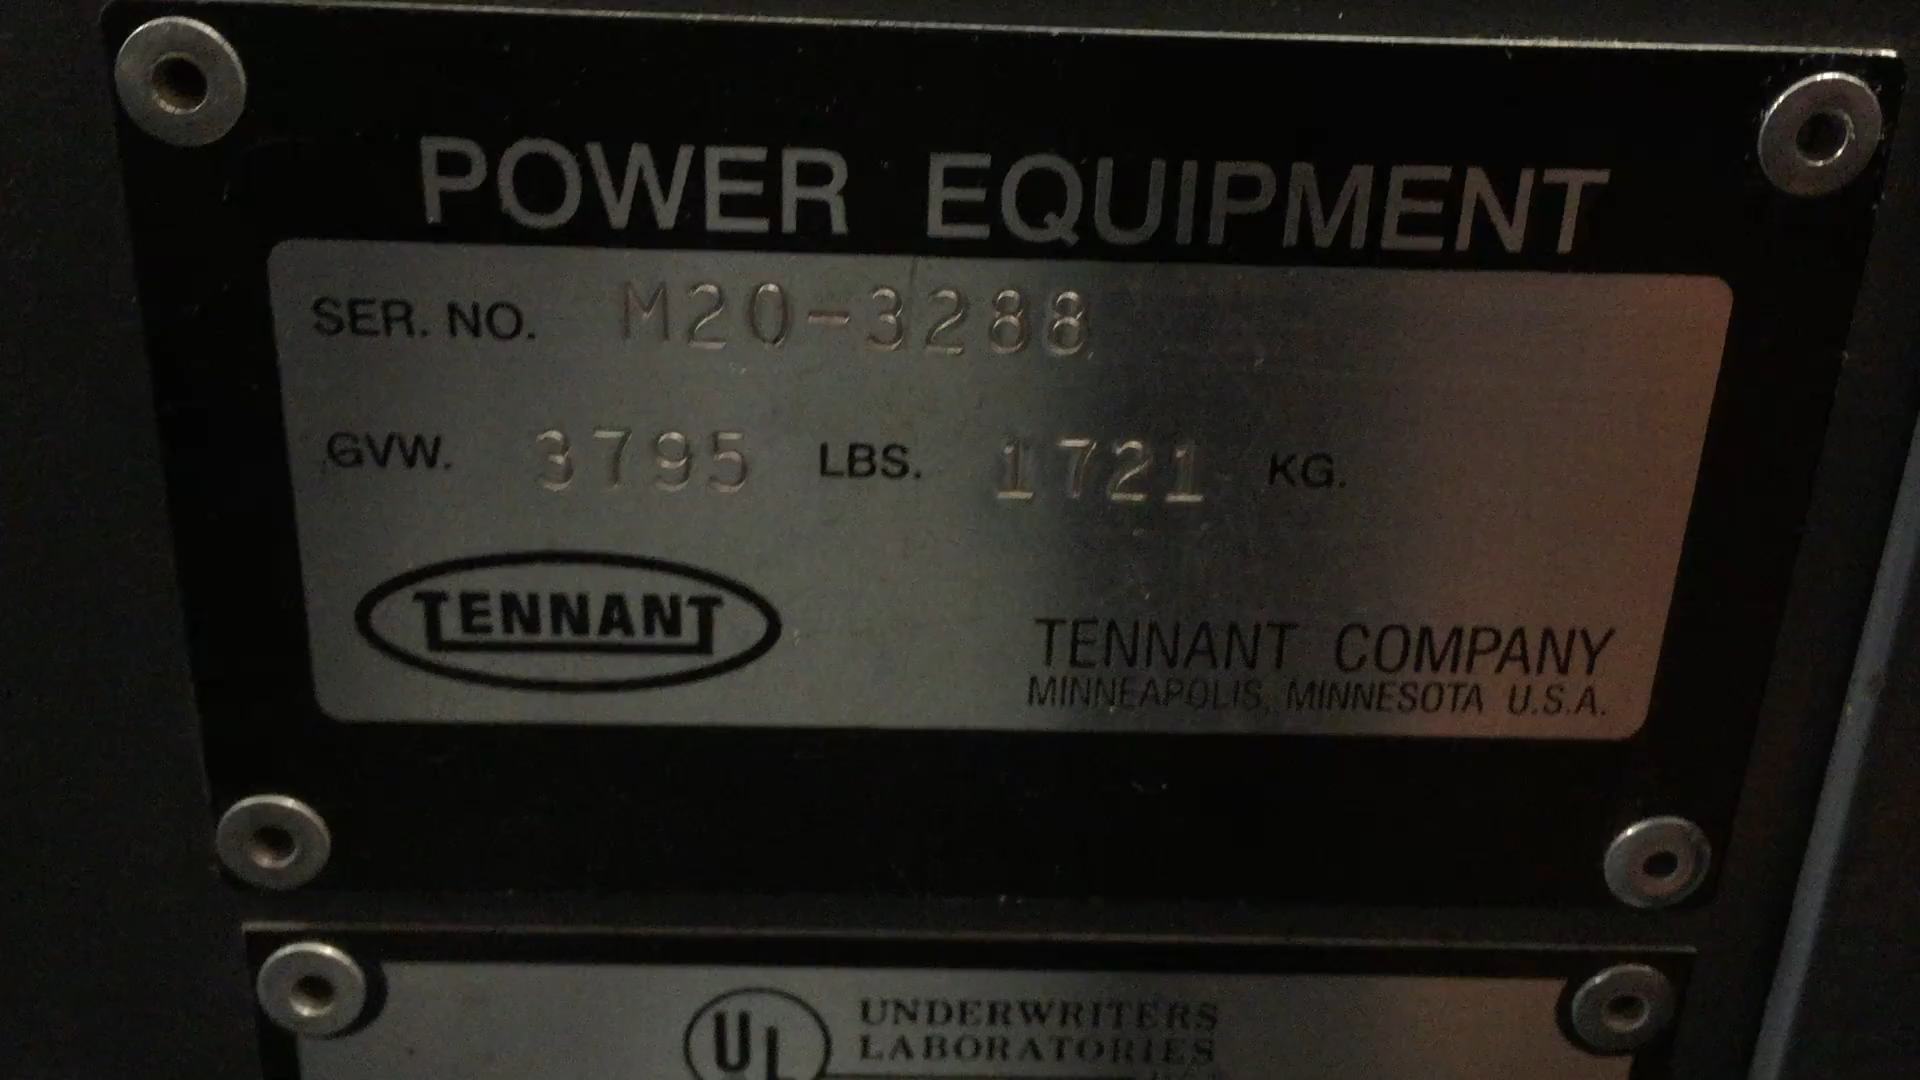 POWER EQUIPMENT
SER. NO. M20-3288
GVW. 3795 LBS. 1721 KG.
TENNANT
TENNANT COMPANY
MINNEAPOLIS, MINNESOTA U.S.A.
UL UNDERWRITERS
LABORATORIES